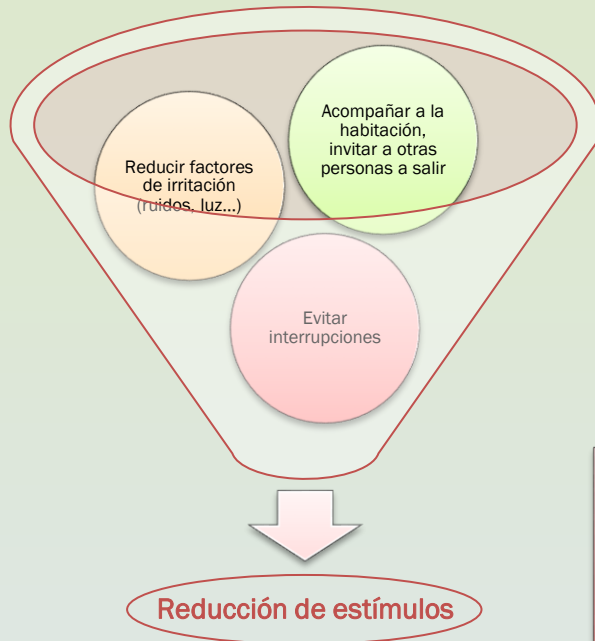 Acompañar a la
habitación,
invitar a otras
personas a salir
Reducir factores
de irritación
(ruidos, luz...)
Evitar
interrupciones
Reducción de estímulos